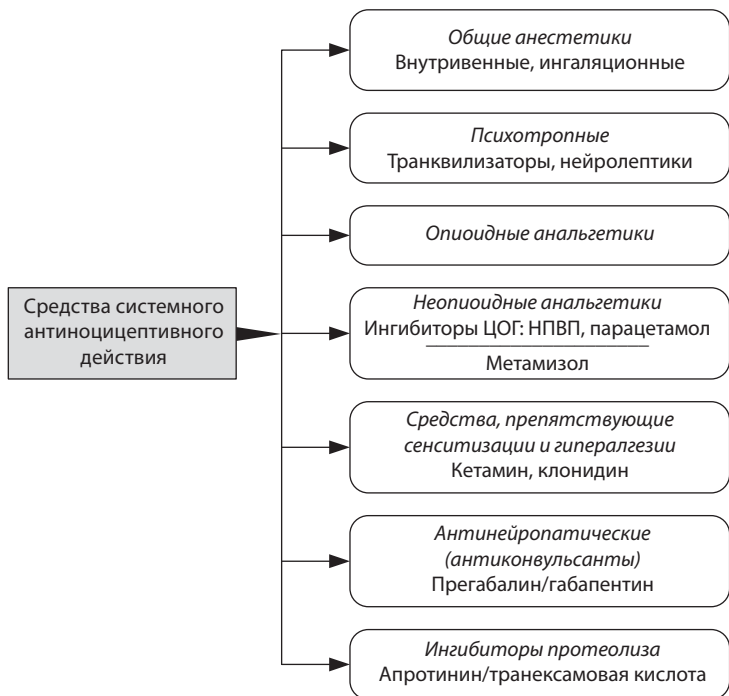 Общие анестетики
Внутривенные, ингаляционные
Психотропные
Транквилизаторы, нейролептики
Опиоидные анальгетики
Средства системного
антиноцицептивного
действия
Неопиоидные анальгетики
Ингибиторы ЦОГ: НПВП, парацетамол
Метамизол
Средства, препятствующие
сенситизации и гипералгезии
Кетамин, клонидин
Антинейропатические
(антиконвульсанты)
Прегабалин/габапентин
Ингибиторы протеолиза
Апротинин/транексамовая кислота